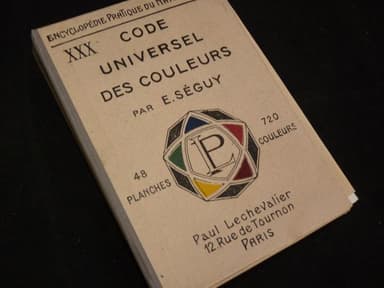 ENCYCLOPÉDIE PRATIQUE DU
XXX
CODE
UNIVERSEL
DES COULEURS
PAR E. SÉGUY
48
PLANCHES
720
COULEURS
PL
Paul Lechevalier
12 Rue de Tournon
PARIS